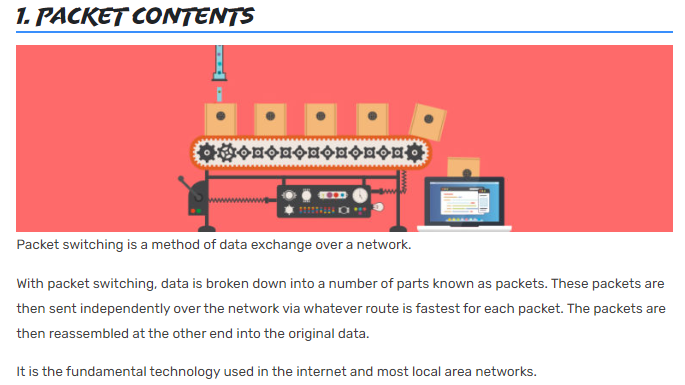 1. PACKET CONTENTS
Packet switching is a method of data exchange over a network.
With packet switching, data is broken down into a number of parts known as packets. These packets are
then sent independently over the network via whatever route is fastest for each packet. The packets are
then reassembled at the other end into the original data.
It is the fundamental technology used in the internet and most local area networks.